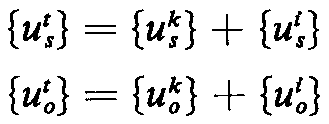 {u_s^t} = {u_s^k} + {u_s^i}
{u_o^t} = {u_o^k} + {u_o^i}